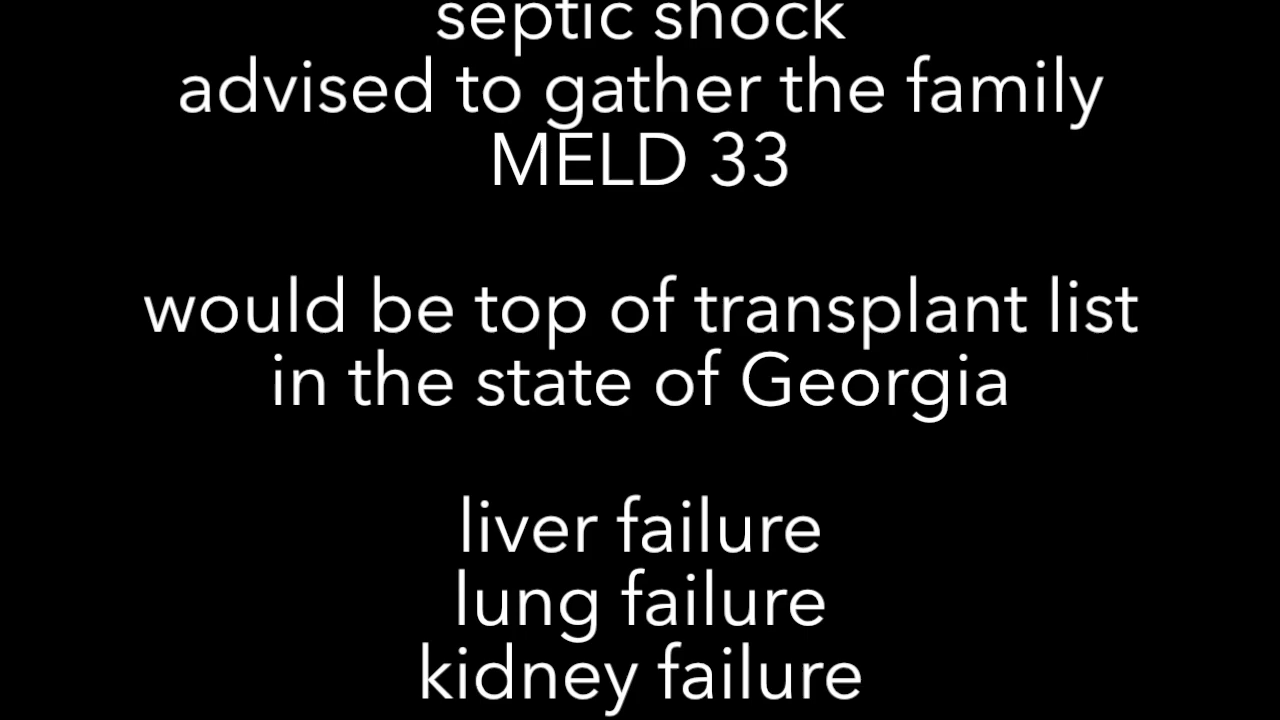 septic shock
advised to gather the family
MELD 33
would be top of transplant list
in the state of Georgia
liver failure
lung failure
kidney failure